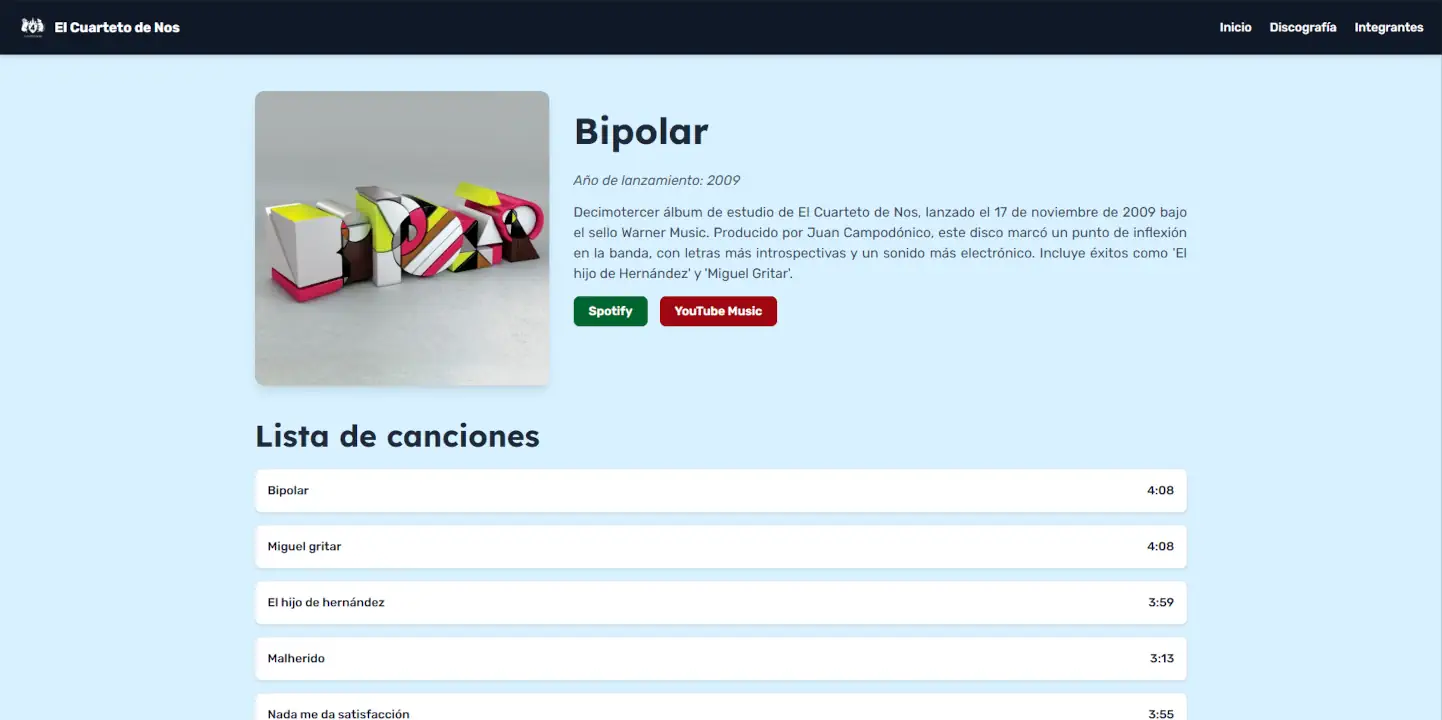 El Cuarteto de Nos
Inicio
Discografía
Integrantes
BIPOLAR
Bipolar
Año de lanzamiento: 2009
Decimotercer álbum de estudio de El Cuarteto de Nos, lanzado el 17 de noviembre de 2009 bajo
el sello Warner Music. Producido por Juan Campodónico, este disco marcó un punto de inflexión
en la banda, con letras más introspectivas y un sonido más electrónico. Incluye éxitos como 'El
hijo de Hernández' y 'Miguel Gritar'.
Spotify
YouTube Music
Lista de canciones
Bipolar 4:08
Miguel gritar 4:08
El hijo de hernández 3:59
Malherido 3:13
Nada me da satisfacción 3:55